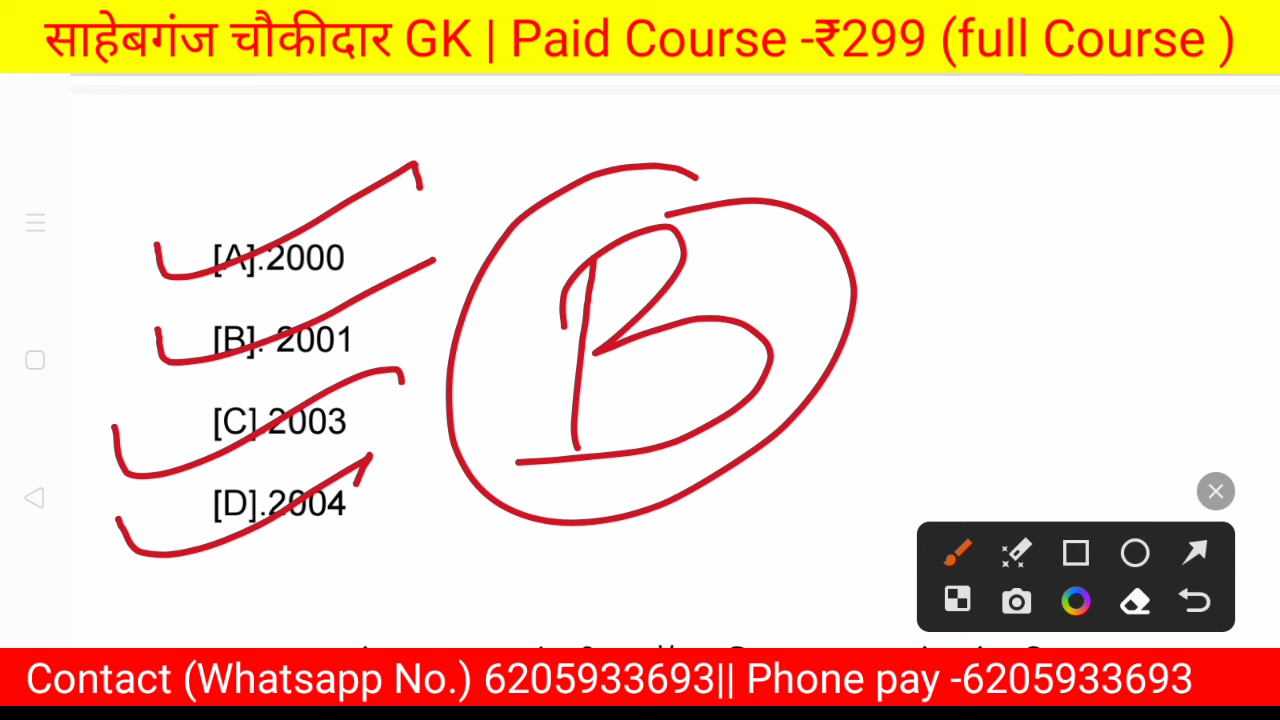 साहेबगंज चौकीदार GK | Paid Course -₹299 (full Course )
[A].2000
[B]. 2001
[C].2003
[D].2004
B
Contact (Whatsapp No.) 6205933693|| Phone pay -6205933693